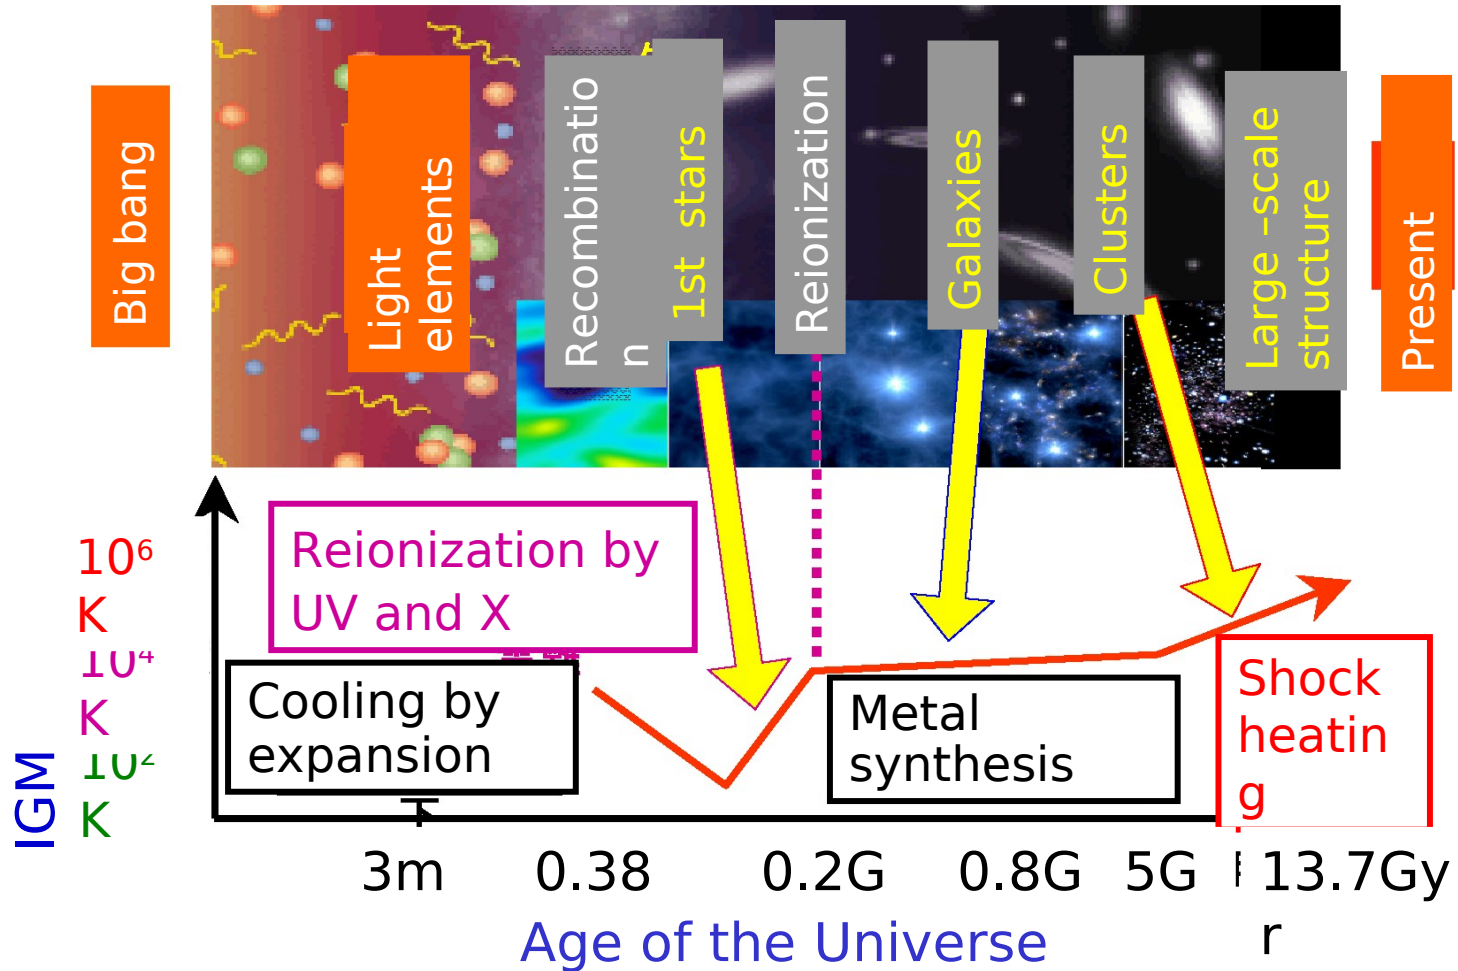 Big bang
Light
elements
Recombinatio
n
1st stars
Reionization
Galaxies
Clusters
Large –scale
structure
Present
Reionization by
UV and X
10⁶
K
10⁴
K
10²
K
IGM
Cooling by
expansion
Metal
synthesis
Shock
heatin
g
3m
0.38
0.2G
0.8G
5G
13.7Gy
r
Age of the Universe